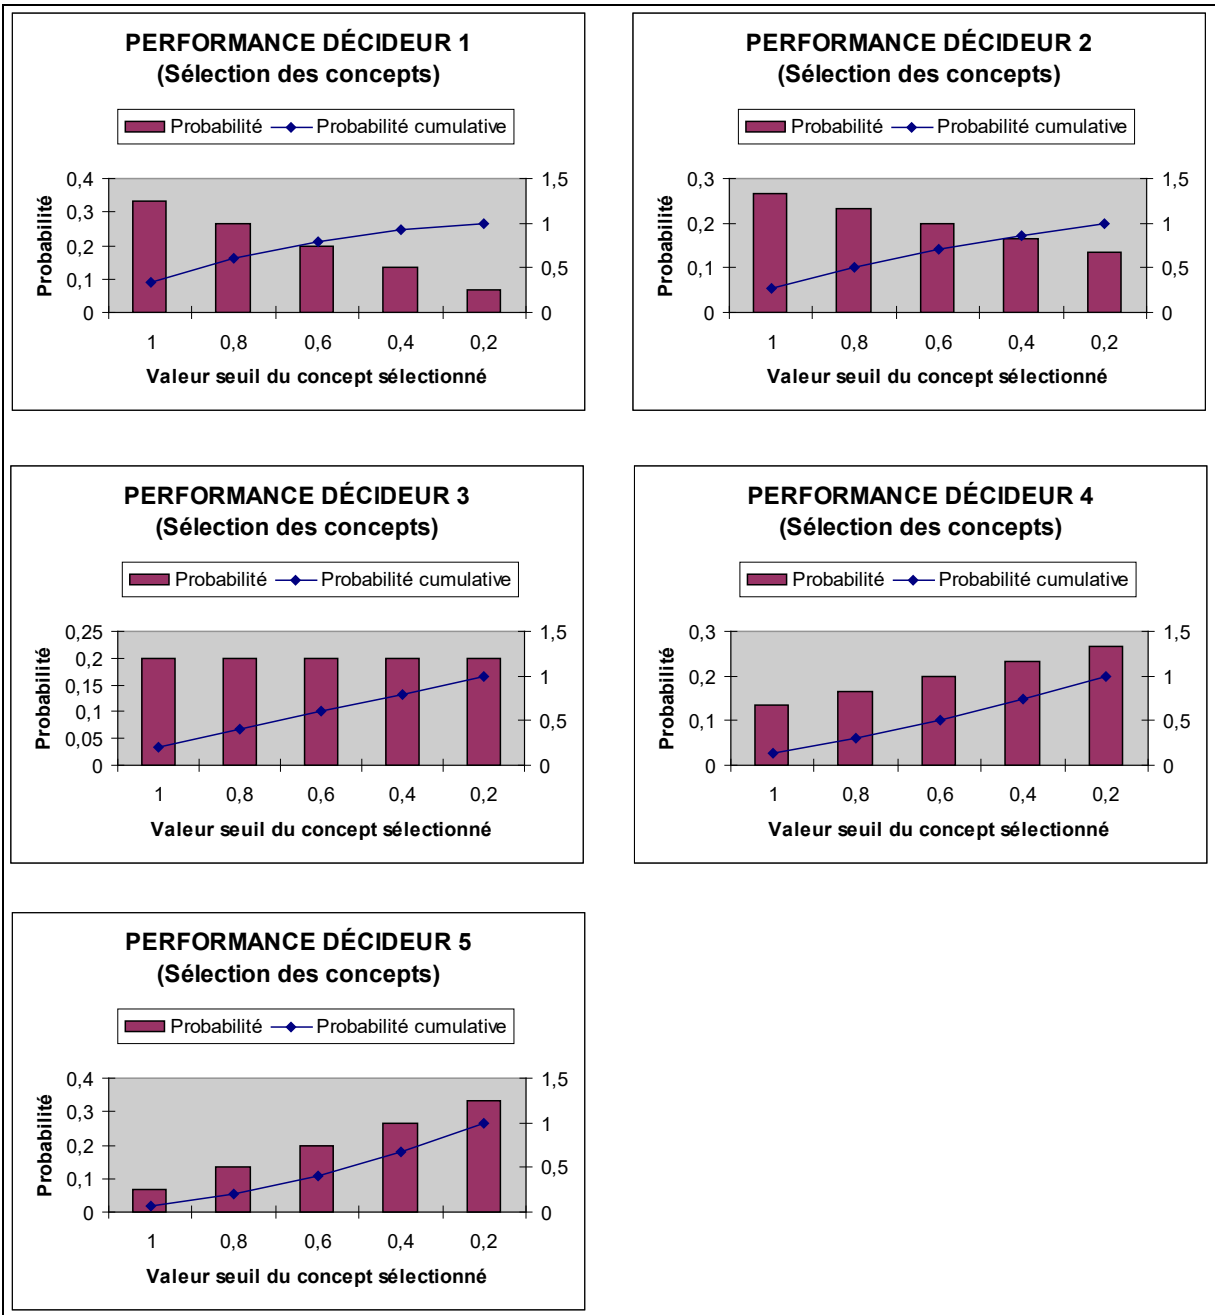 PERFORMANCE DÉCIDEUR 1
(Sélection des concepts)
Probabilité Probabilité cumulative
Probabilité
0,4
0,3
0,2
0,1
0
1,5
1
0,5
0
1 0,8 0,6 0,4 0,2
Valeur seuil du concept sélectionné
PERFORMANCE DÉCIDEUR 2
(Sélection des concepts)
Probabilité Probabilité cumulative
Probabilité
0,3
0,2
0,1
0
1,5
1
0,5
0
1 0,8 0,6 0,4 0,2
Valeur seuil du concept sélectionné
PERFORMANCE DÉCIDEUR 3
(Sélection des concepts)
Probabilité Probabilité cumulative
Probabilité
0,25
0,2
0,15
0,1
0,05
0
1,5
1
0,5
0
1 0,8 0,6 0,4 0,2
Valeur seuil du concept sélectionné
PERFORMANCE DÉCIDEUR 4
(Sélection des concepts)
Probabilité Probabilité cumulative
Probabilité
0,3
0,2
0,1
0
1,5
1
0,5
0
1 0,8 0,6 0,4 0,2
Valeur seuil du concept sélectionné
PERFORMANCE DÉCIDEUR 5
(Sélection des concepts)
Probabilité Probabilité cumulative
Probabilité
0,4
0,3
0,2
0,1
0
1,5
1
0,5
0
1 0,8 0,6 0,4 0,2
Valeur seuil du concept sélectionné